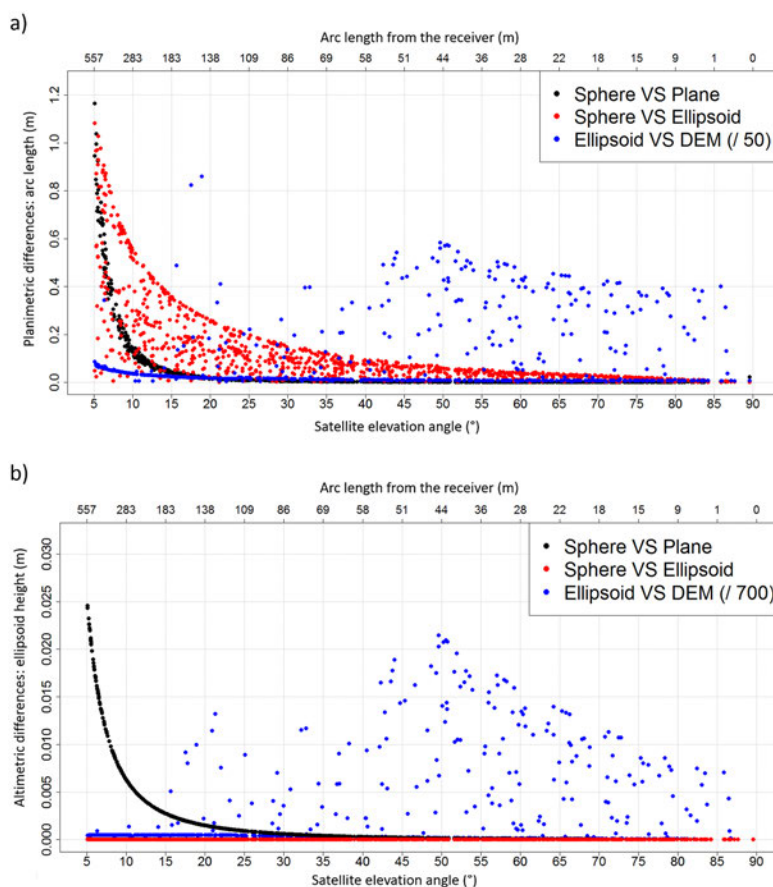 a)
Arc length from the receiver (m)
557 283 183 138 109 86 69 58 51 44 36 28 22 18 15 9 1 0
Sphere VS Plane
Sphere VS Ellipsoid
Ellipsoid VS DEM (/ 50)
Planimetric differences: arc length (m)
1.2
1.0
0.8
0.6
0.4
0.2
0.0
5 10 15 20 25 30 35 40 45 50 55 60 65 70 75 80 85 90
Satellite elevation angle (°)
b)
Arc length from the receiver (m)
557 283 183 138 109 86 69 58 51 44 36 28 22 18 15 9 1 0
Sphere VS Plane
Sphere VS Ellipsoid
Ellipsoid VS DEM (/ 700)
Altimetric differences: ellipsoid height (m)
0.030
0.025
0.020
0.015
0.010
0.005
0.000
5 10 15 20 25 30 35 40 45 50 55 60 65 70 75 80 85 90
Satellite elevation angle (°)